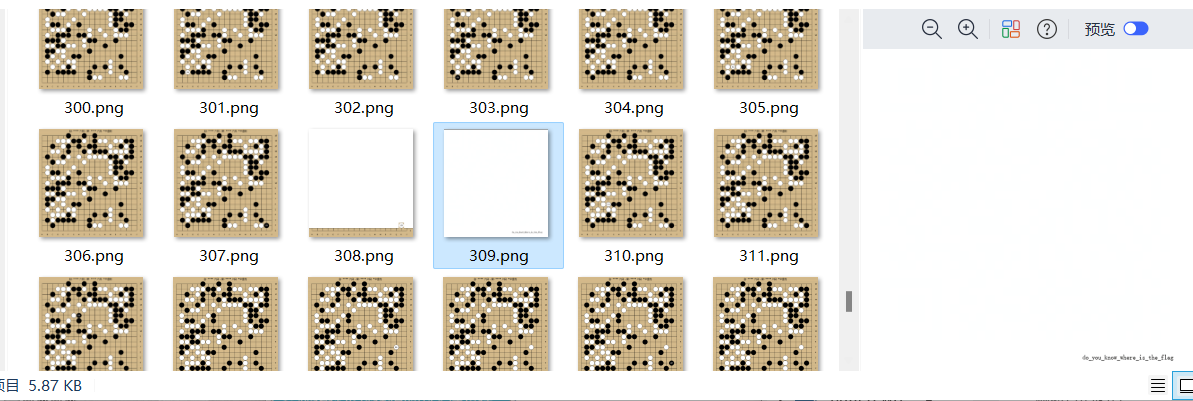 预览
300.png 301.png 302.png 303.png 304.png 305.png
306.png 307.png 308.png 309.png 310.png 311.png
do_you_know_where_is_the_flag
项目 5.87 KB